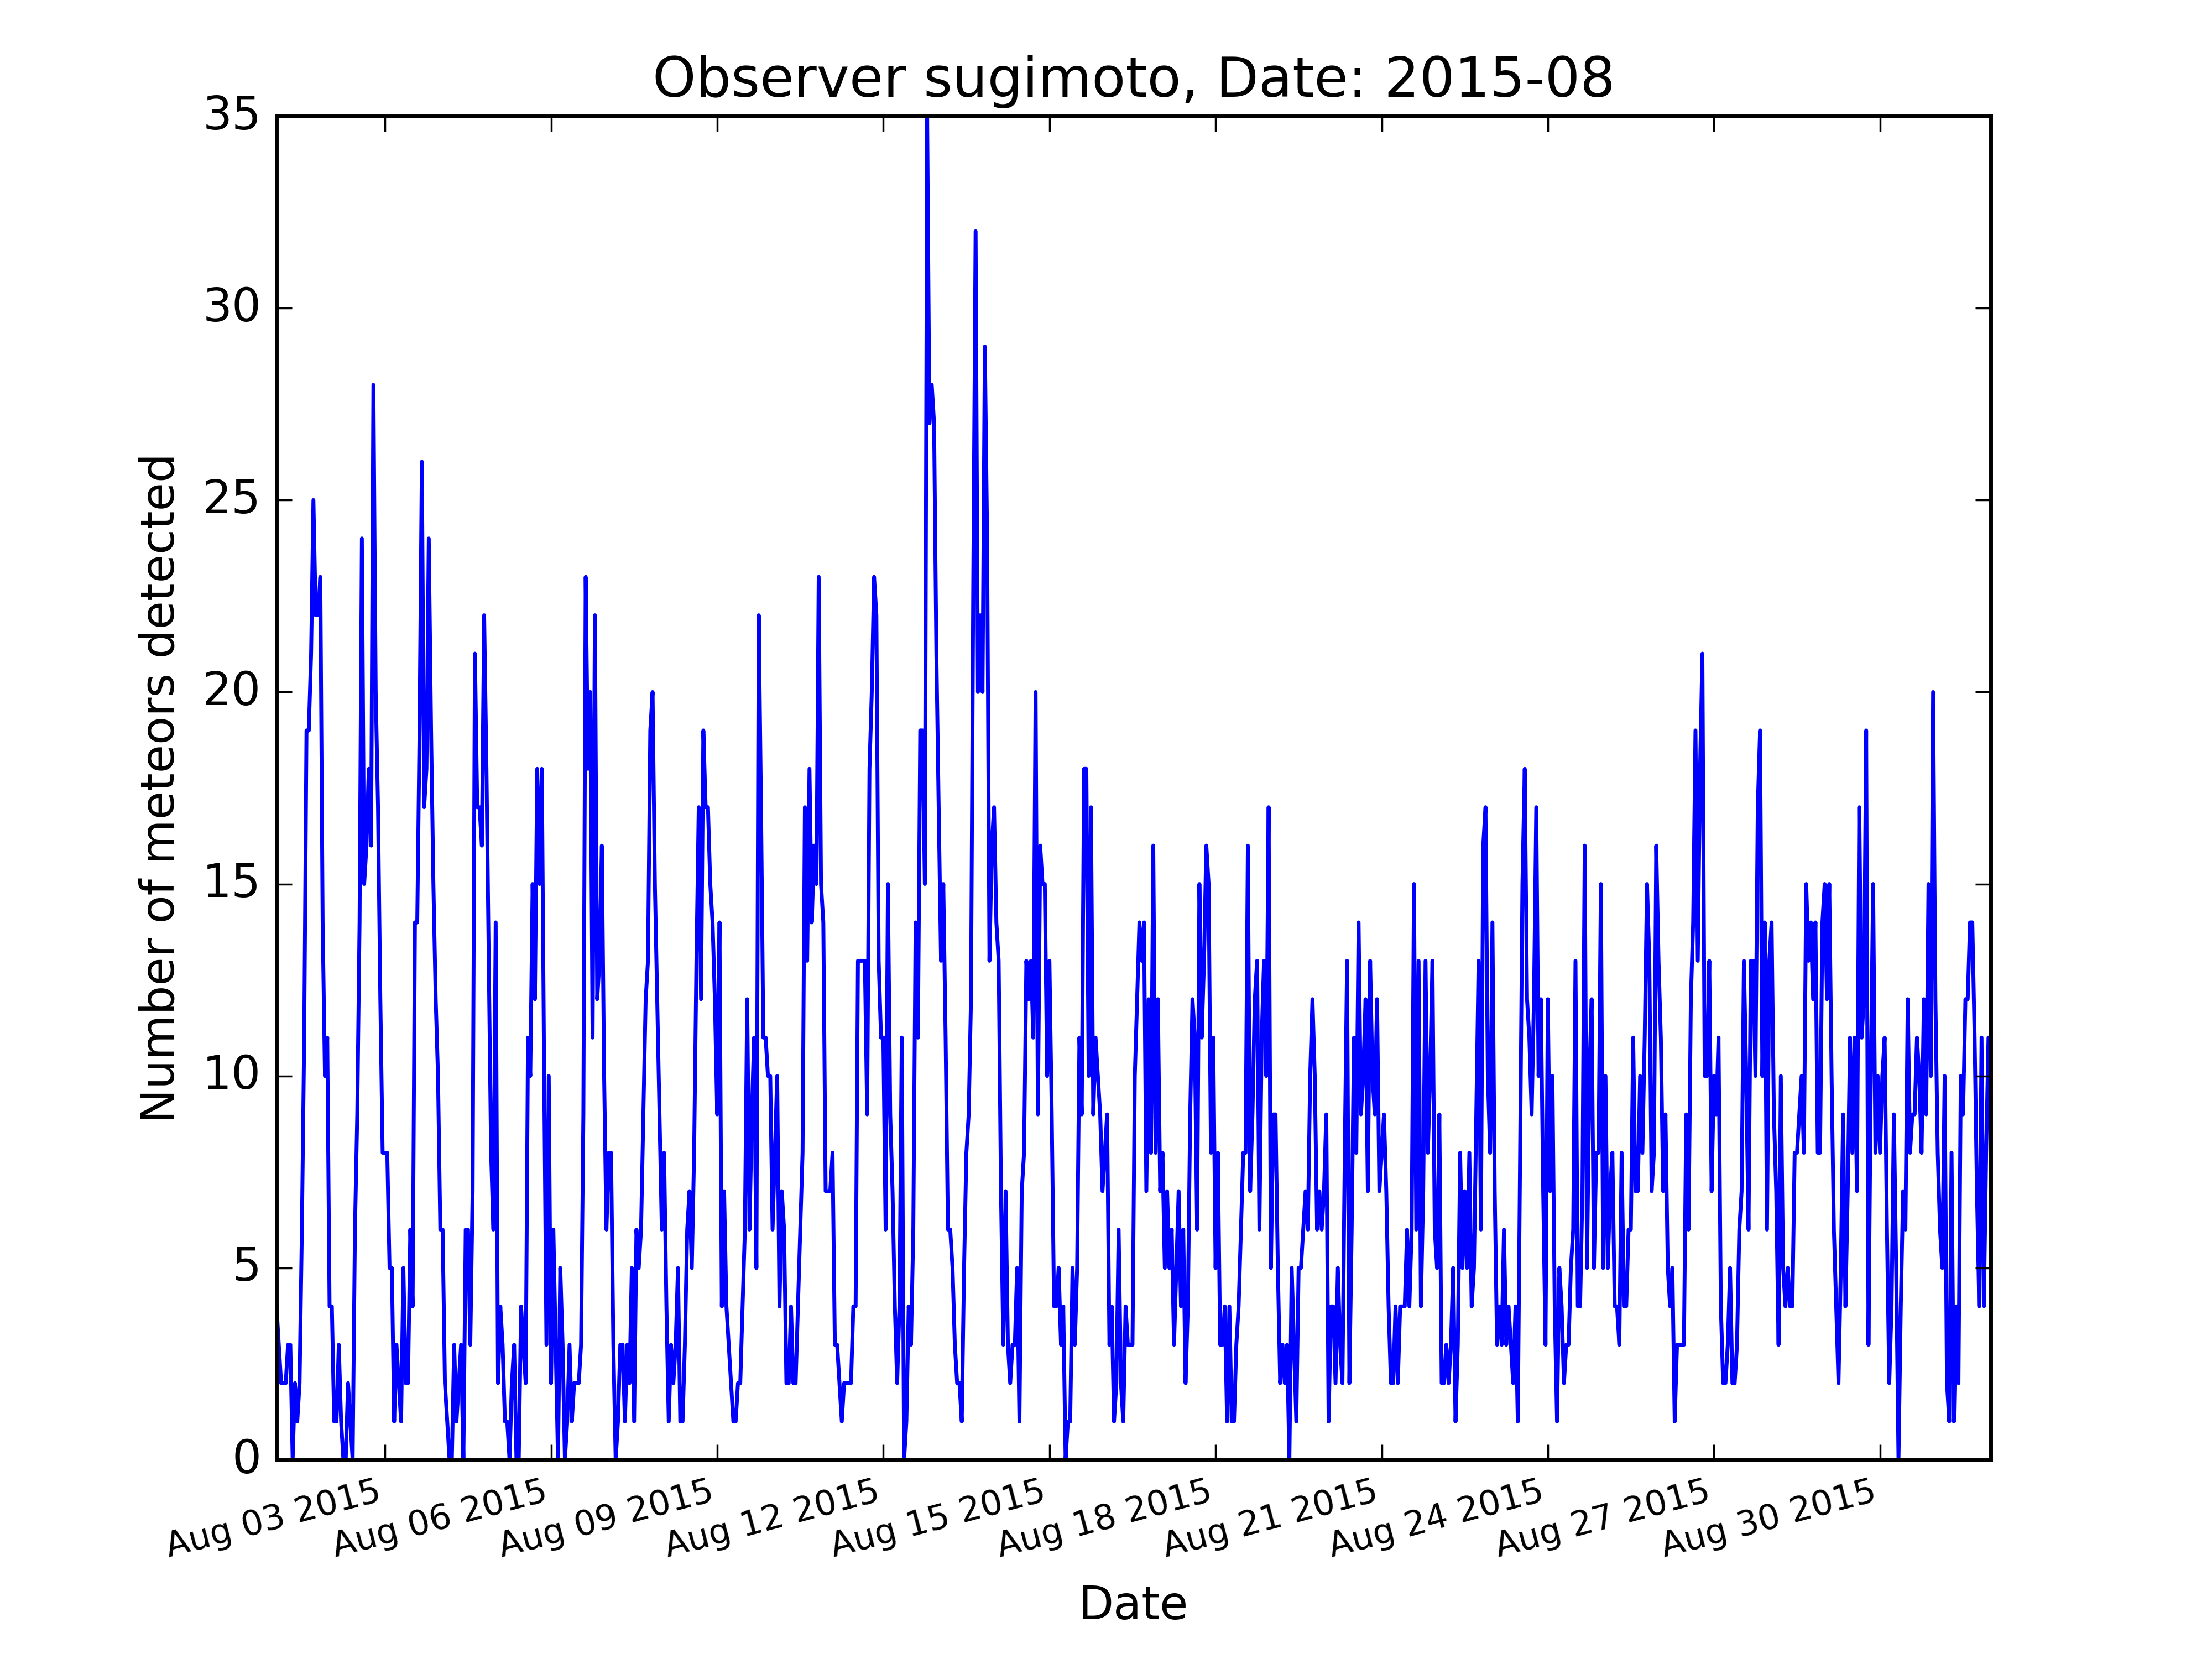 Observer sugimoto, Date: 2015-08
35
30
25
20
15
10
5
0
Number of meteors detected
Aug 03 2015
Aug 06 2015
Aug 09 2015
Aug 12 2015
Aug 15 2015
Aug 18 2015
Aug 21 2015
Aug 24 2015
Aug 27 2015
Aug 30 2015
Date